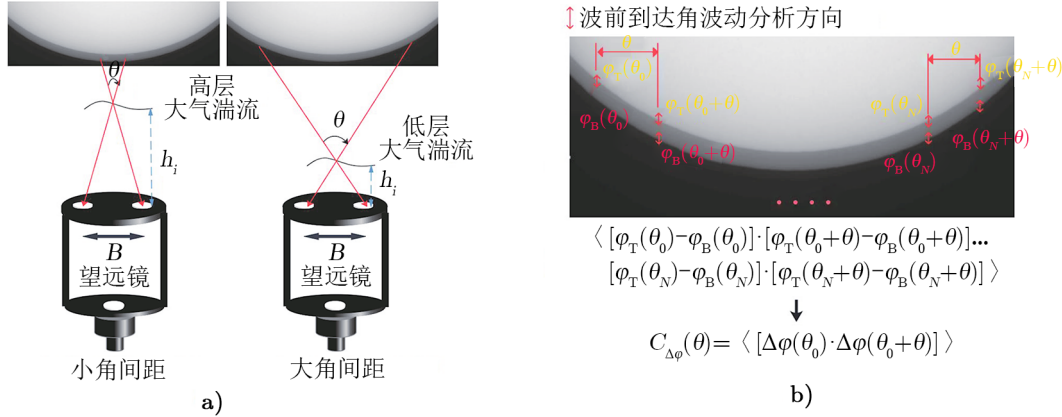 θ
高层
大气湍流
h_i
B
望远镜
小角间距
θ
低层
大气湍流
h_i
B
望远镜
大角间距
a)
波前到达角波动分析方向
θ
φ_T(θ_0+θ)
φ_B(θ_0)
φ_B(θ_0+θ)
θ
φ_T(θ_N+θ)
φ_T(θ_N)
φ_B(θ_N+θ)
φ_B(θ_N)
〈[φ_T(θ_0)−φ_B(θ_0)]·[φ_T(θ_0+θ)−φ_B(θ_0+θ)]...
[φ_T(θ_N)−φ_B(θ_N)]·[φ_T(θ_N+θ)−φ_B(θ_N+θ)]〉
C_Δφ(θ)=〈[Δφ(θ_0)·Δφ(θ_0+θ)]〉
b)